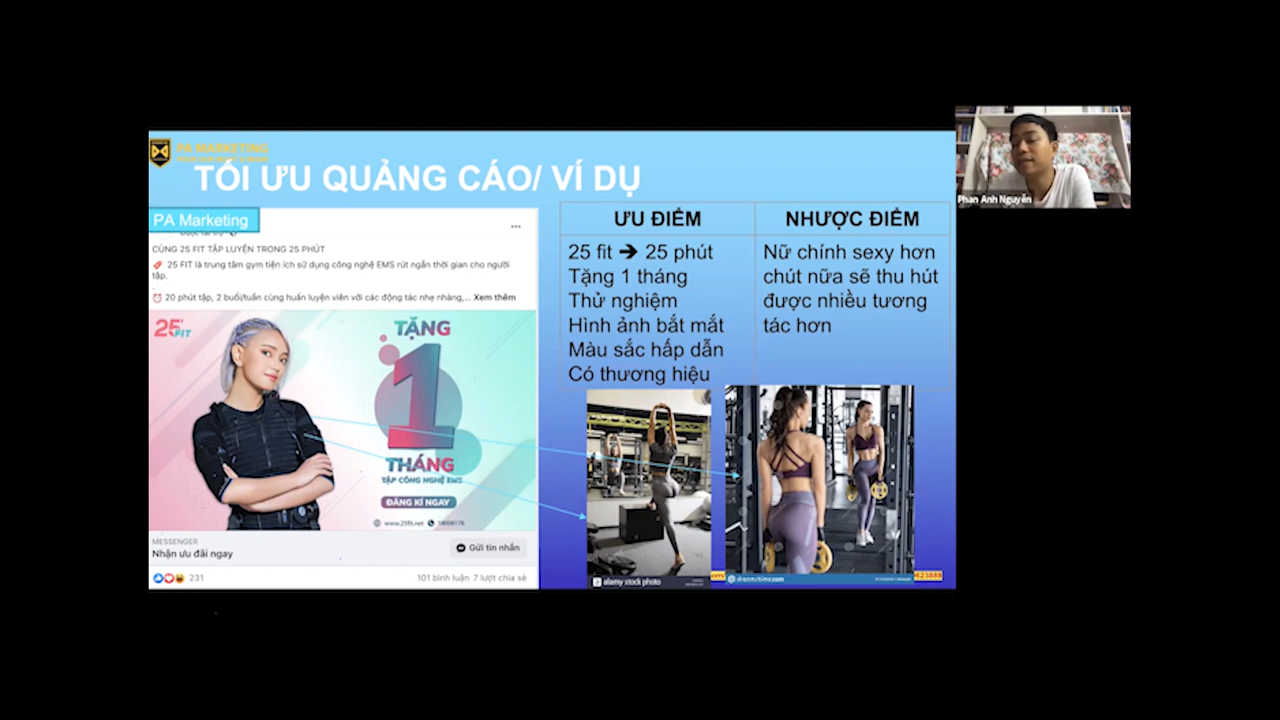 PA MARKETING
TỐI ƯU QUẢNG CÁO/ VÍ DỤ
PA Marketing
CÙNG 25 FIT TẬP LUYỆN TRONG 25 PHÚT
🚀 25 FIT là trung tâm gym tiện ích sử dụng công nghệ EMS rút ngắn thời gian cho người
tập.
⏰ 20 phút tập, 2 buổi/tuần cùng huấn luyện viên với các động tác nhẹ nhàng,... Xem thêm
25 FIT
TẶNG
1
THÁNG
TẬP CÔNG NGHỆ EMS
ĐĂNG KÍ NGAY
www.25fit.net 18006176
MESSENGER
Nhận ưu đãi ngay
Gửi tin nhắn
231
101 bình luận 7 lượt chia sẻ
ƯU ĐIỂM
25 fit ➔ 25 phút
Tặng 1 tháng
Thử nghiệm
Hình ảnh bắt mắt
Màu sắc hấp dẫn
Có thương hiệu
NHƯỢC ĐIỂM
Nữ chính sexy hơn
chút nữa sẽ thu hút
được nhiều tương
tác hơn
alamy stock photo
dreamstime.com
623888
Phan Anh Nguyễn